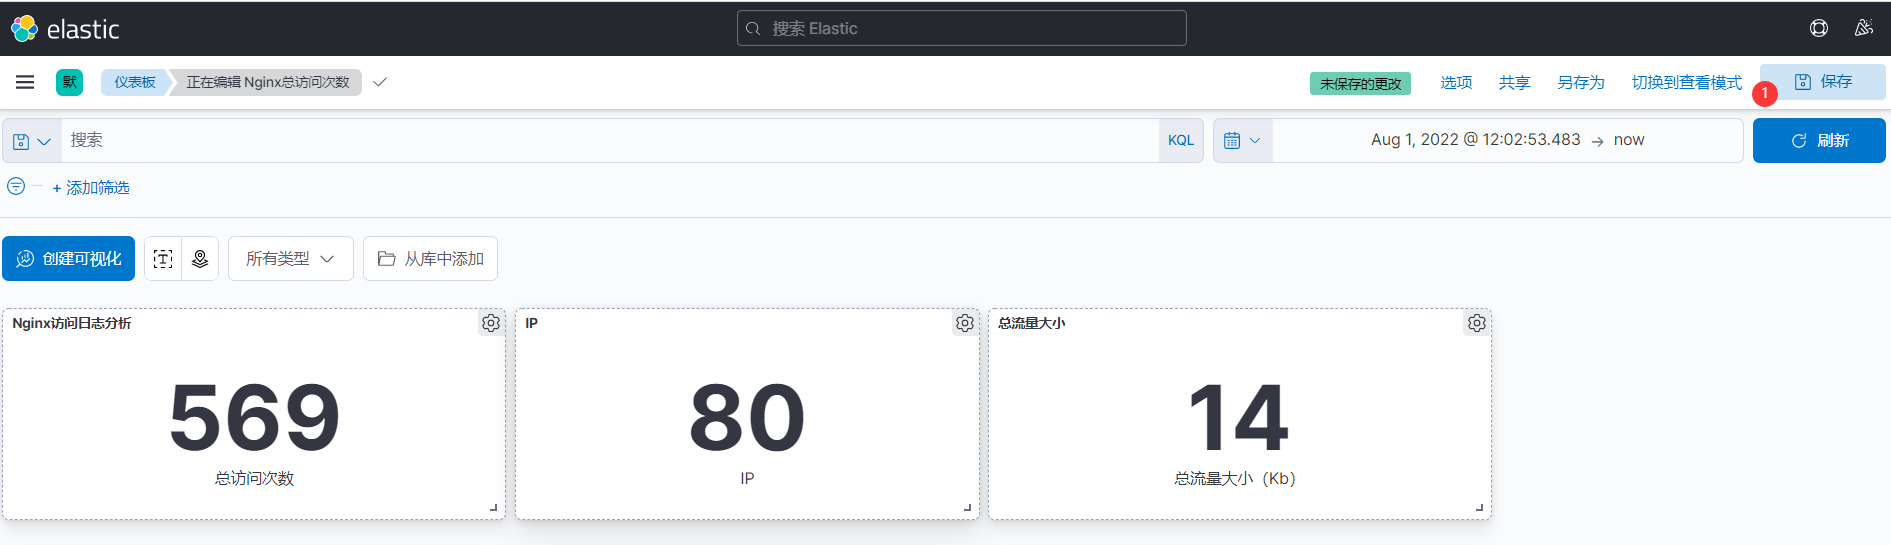 elastic
搜索 Elastic
默
仪表板
正在编辑 Nginx总访问次数
未保存的更改
选项
共享
另存为
切换到查看模式
1
保存
搜索
KQL
Aug 1, 2022 @ 12:02:53.483 → now
刷新
+ 添加筛选
创建可视化
T
所有类型
从库中添加
Nginx访问日志分析
569
总访问次数
IP
80
IP
总流量大小
14
总流量大小（Kb）